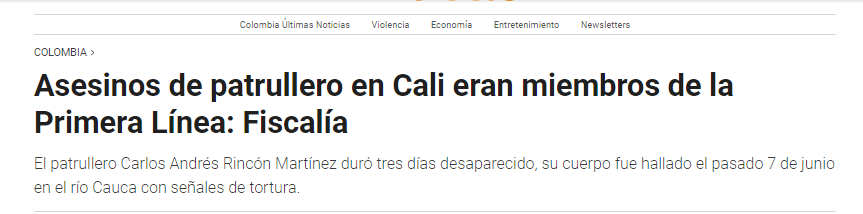 Colombia Últimas Noticias Violencia Economía Entretenimiento Newsletters
COLOMBIA >
Asesinos de patrullero en Cali eran miembros de la
Primera Línea: Fiscalía
El patrullero Carlos Andrés Rincón Martínez duró tres días desaparecido, su cuerpo fue hallado el pasado 7 de junio
en el río Cauca con señales de tortura.